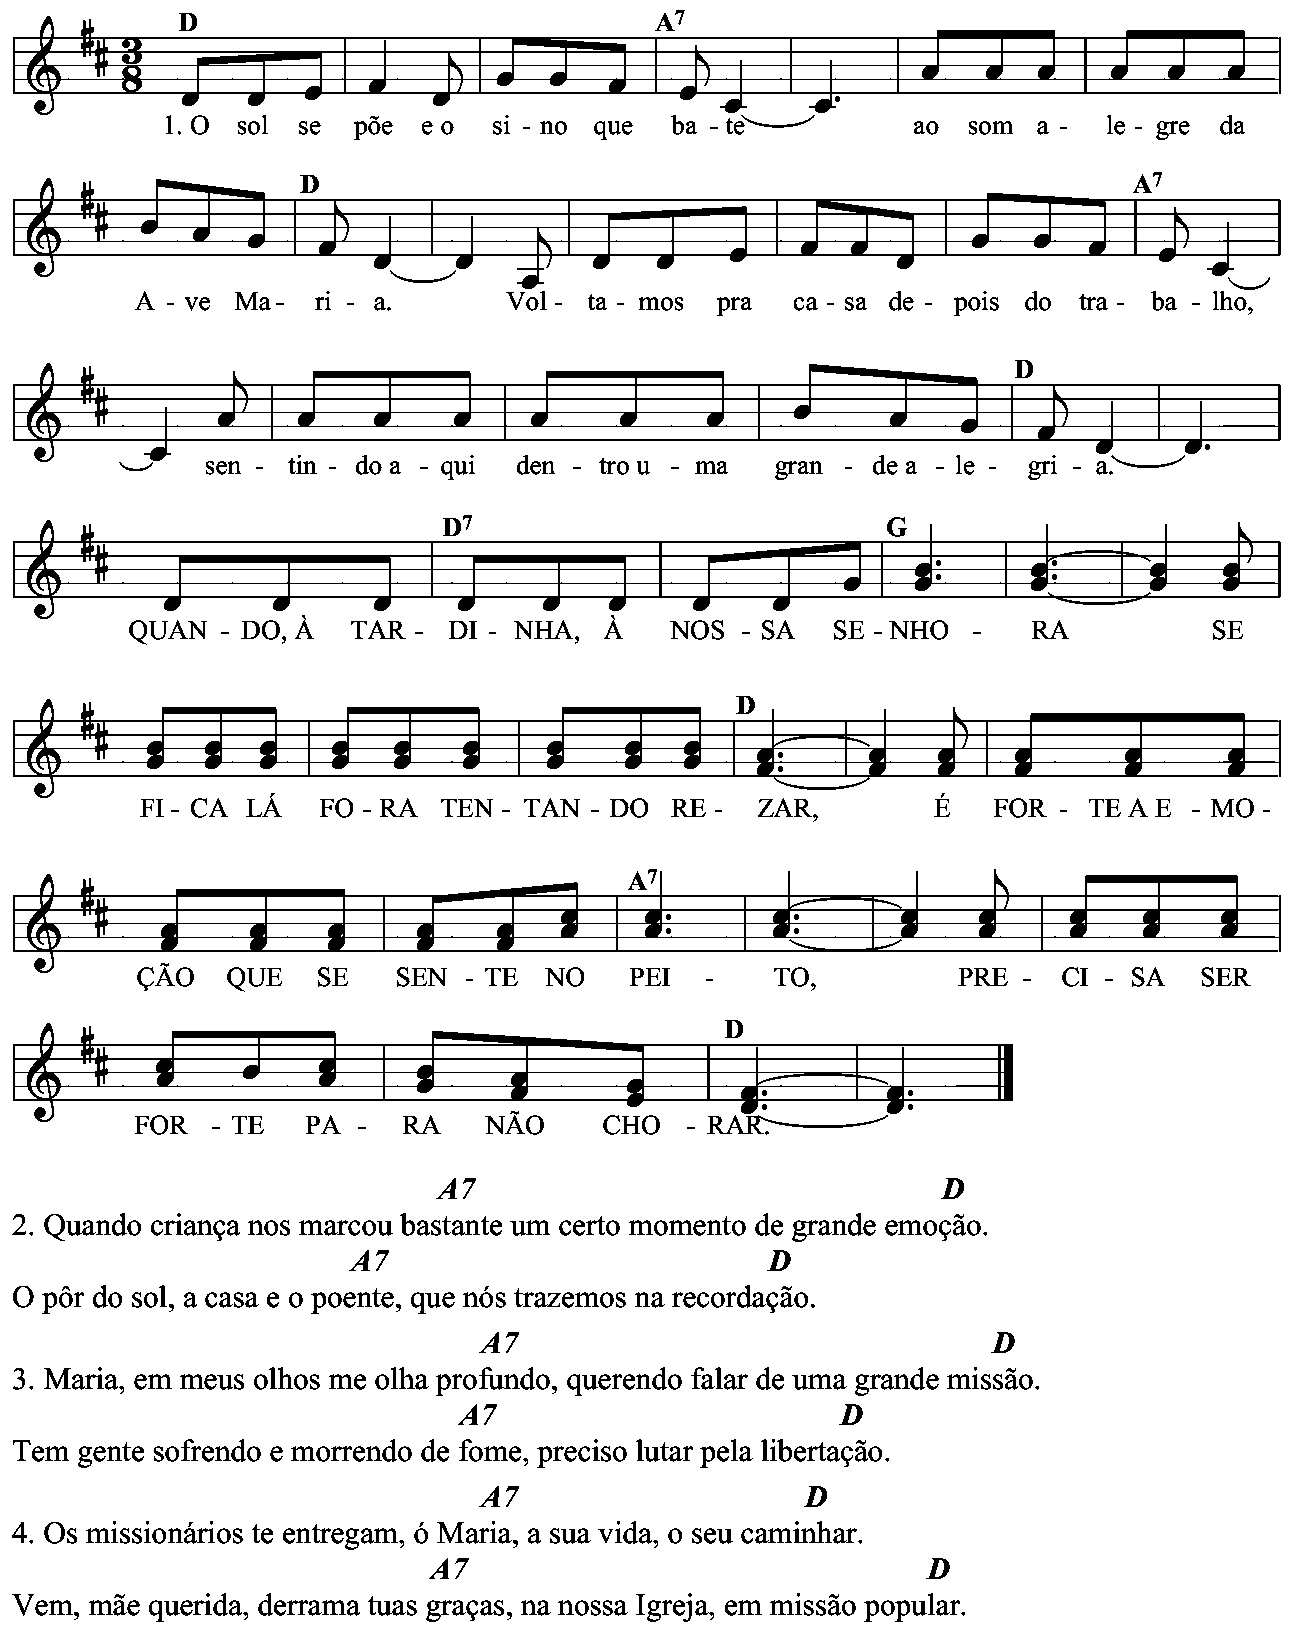 D A7
3
8
1. O sol se põe e o si - no que ba - te ao som a - le - gre da
D A7
A - ve Ma - ri - a. Vol - ta - mos pra ca - sa de - pois do tra - ba - lho,
D
sen - tin - do a - qui den - tro u - ma gran - de a - le - gri - a.
D7 G
QUAN - DO, À TAR - DI - NHA, À NOS - SA SE - NHO - RA SE
D
FI - CA LÁ FO - RA TEN - TAN - DO RE - ZAR, É FOR - TE A E - MO -
A7
ÇÃO QUE SE SEN - TE NO PEI - TO, PRE - CI - SA SER
D
FOR - TE PA - RA NÃO CHO - RAR.
A7 D
2. Quando criança nos marcou bastante um certo momento de grande emoção.
A7 D
O pôr do sol, a casa e o poente, que nós trazemos na recordação.
A7 D
3. Maria, em meus olhos me olha profundo, querendo falar de uma grande missão.
A7 D
Tem gente sofrendo e morrendo de fome, preciso lutar pela libertação.
A7 D
4. Os missionários te entregam, ó Maria, a sua vida, o seu caminhar.
A7 D
Vem, mãe querida, derrama tuas graças, na nossa Igreja, em missão popular.